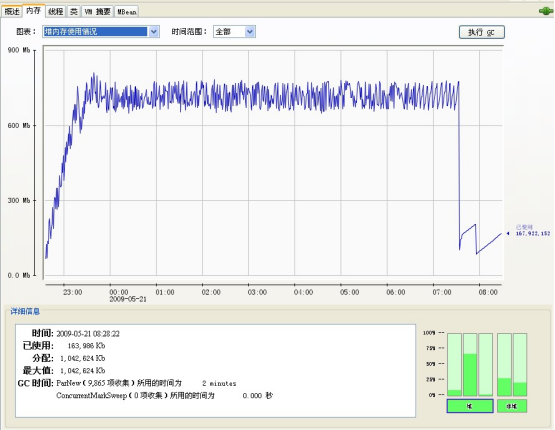 概述 内存 线程 类 VM 摘要 MBean
图表： 堆内存使用情况 时间范围： 全部 执行 GC
900 Mb
600 Mb
300 Mb
0.0 Mb
已使用
167,922,152
23:00 00:00 01:00 02:00 03:00 04:00 05:00 06:00 07:00 08:00
2009-05-21
详细信息
时间: 2009-05-21 08:28:22
已使用: 163,986 Kb
分配: 1,042,624 Kb
最大值: 1,042,624 Kb
GC 时间: ParNew ( 9,865 项收集 ) 所用的时间为 2 minutes
ConcurrentMarkSweep ( 0 项收集 ) 所用的时间为 0.000 秒
100% --
75% --
50% --
25% --
0% --
堆 非堆